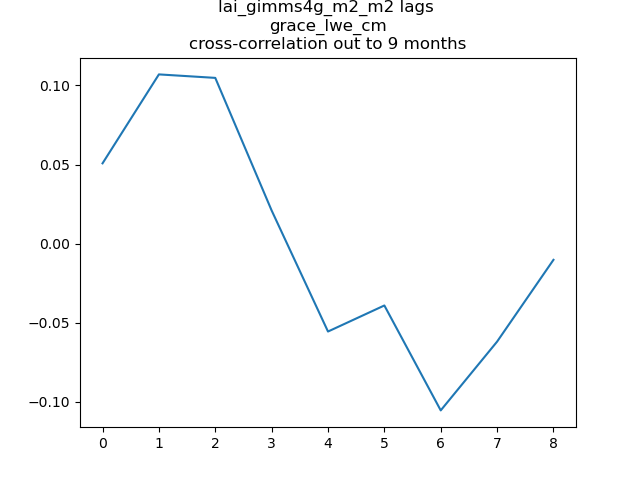 lai_gimms4g_m2_m2 lags
grace_lwe_cm
cross-correlation out to 9 months
0.10
0.05
0.00
−0.05
−0.10
0 1 2 3 4 5 6 7 8